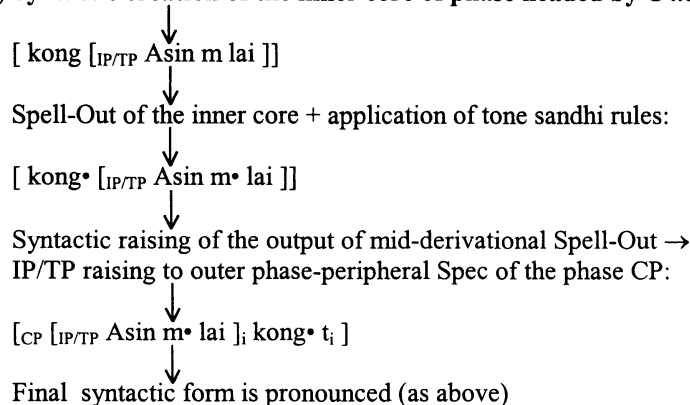 [ kong [IP/TP Asin m lai ]]
Spell-Out of the inner core + application of tone sandhi rules:
[ kong• [IP/TP Asin m• lai ]]
Syntactic raising of the output of mid-derivational Spell-Out →
IP/TP raising to outer phase-peripheral Spec of the phase CP:
[CP [IP/TP Asin m• lai ]i kong• ti ]
Final syntactic form is pronounced (as above)